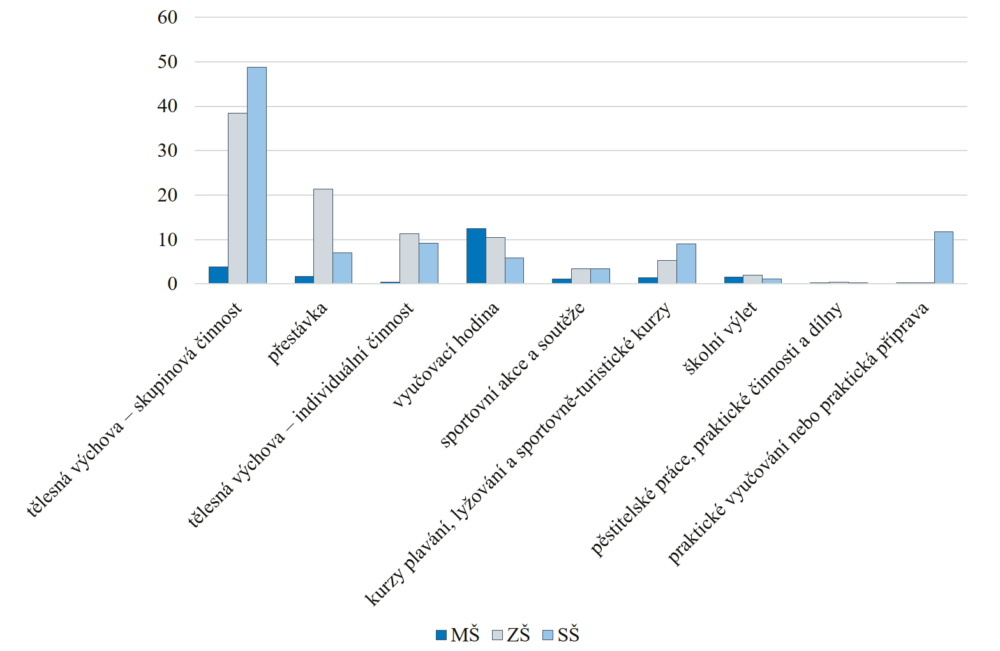 60
50
40
30
20
10
0
tělesná výchova – skupinová činnost
přestávka
tělesná výchova – individuální činnost
vyučovací hodina
sportovní akce a soutěže
kurzy plavání, lyžování a sportovně-turistické kurzy
školní výlet
pěstitelské práce, praktické činnosti a dílny
praktické vyučování nebo praktická příprava
MŠ ZŠ SŠ